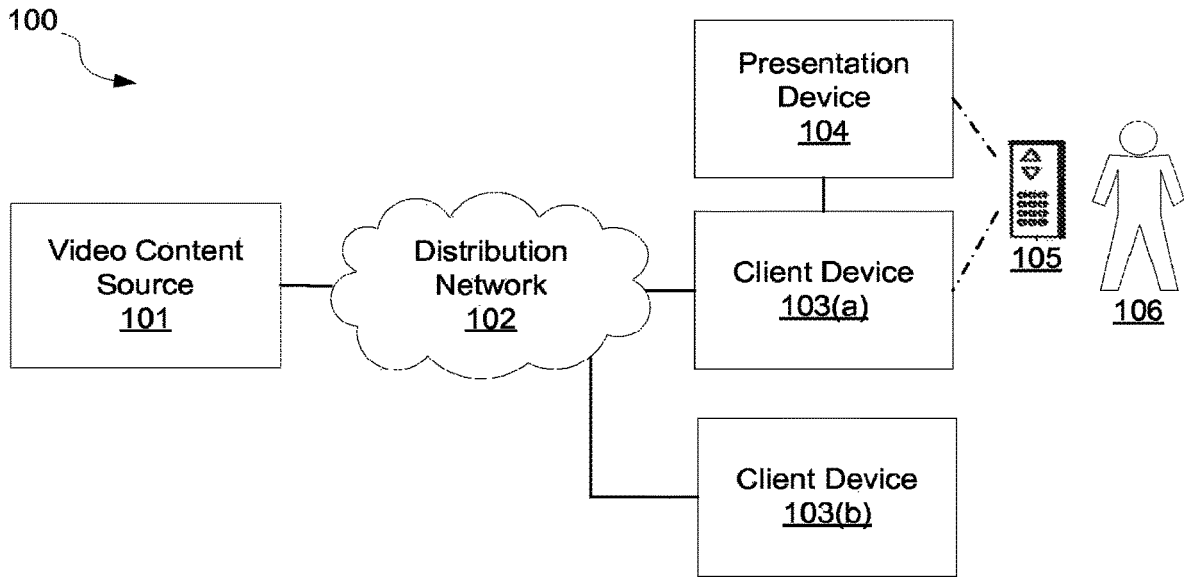 100
Presentation
Device
104
Video Content
Source
101
Distribution
Network
102
Client Device
103(a)
105
106
Client Device
103(b)